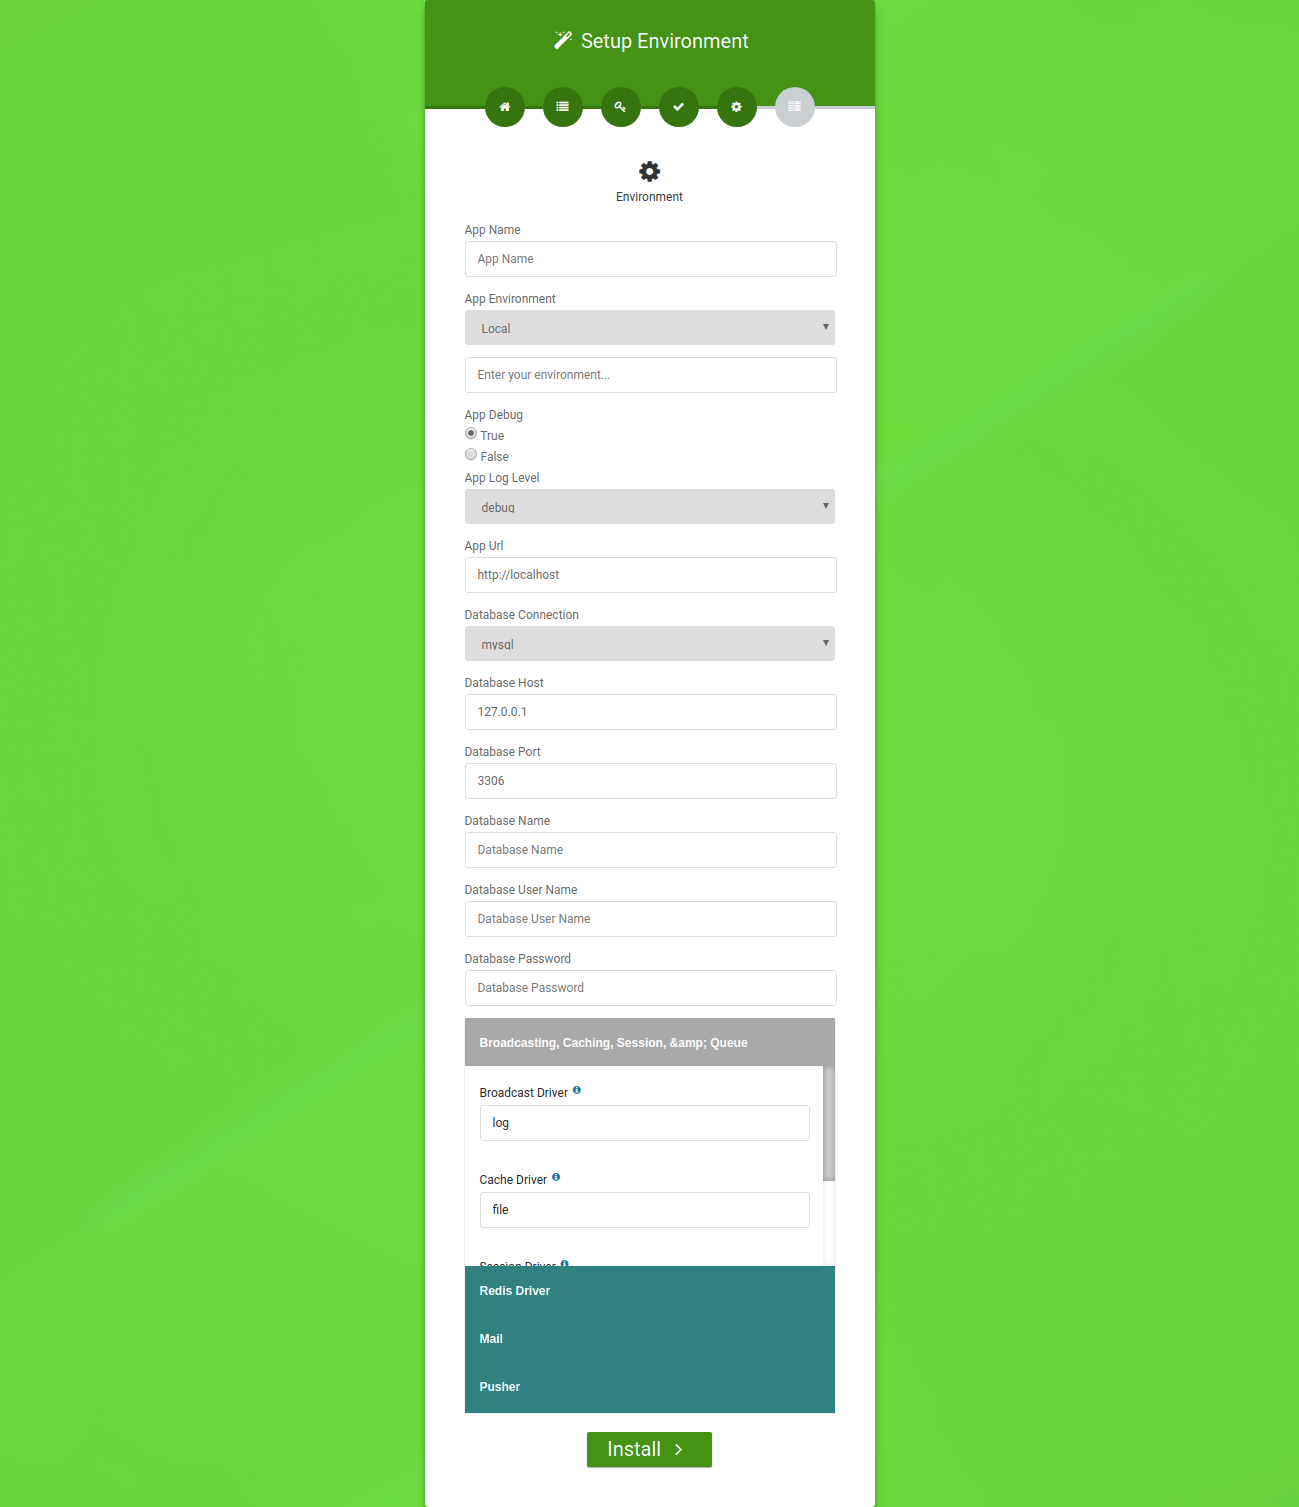 Setup Environment
Environment
App Name
App Name
App Environment
Local
Enter your environment...
App Debug
True
False
App Log Level
debug
App Url
http://localhost
Database Connection
mysql
Database Host
127.0.0.1
Database Port
3306
Database Name
Database Name
Database User Name
Database User Name
Database Password
Database Password
Broadcasting, Caching, Session, &amp; Queue
Broadcast Driver
log
Cache Driver
file
Session Driver
Redis Driver
Mail
Pusher
Install